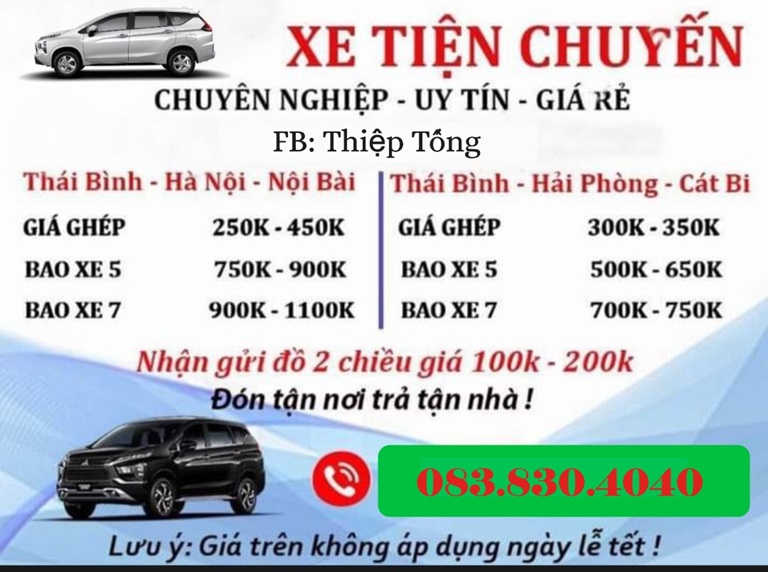 XE TIỆN CHUYẾN
CHUYÊN NGHIỆP - UY TÍN - GIÁ RẺ
FB: Thiệp Tống
Thái Bình - Hà Nội - Nội Bài
GIÁ GHÉP 250K - 450K
BAO XE 5 750K - 900K
BAO XE 7 900K - 1100K
Thái Bình - Hải Phòng - Cát Bi
GIÁ GHÉP 300K - 350K
BAO XE 5 500K - 650K
BAO XE 7 700K - 750K
Nhận gửi đồ 2 chiều giá 100k - 200k
Đón tận nơi trả tận nhà !
083.830.4040
Lưu ý: Giá trên không áp dụng ngày lễ tết !